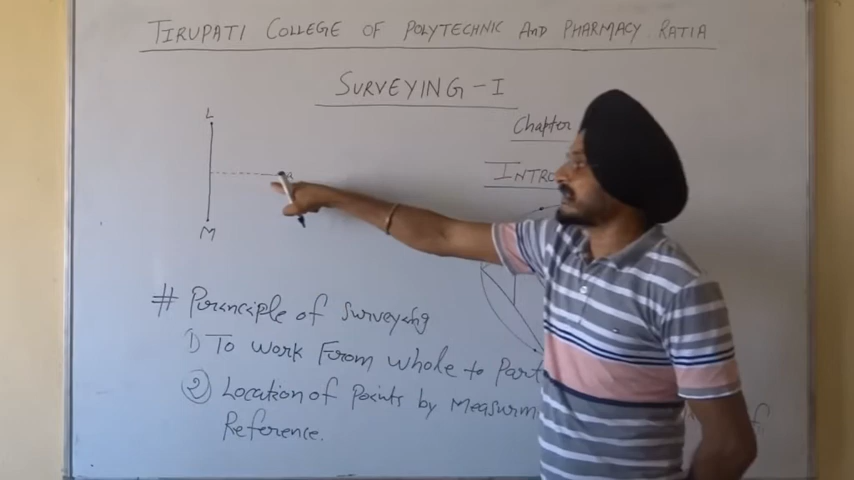 TIRUPATI COLLEGE OF POLYTECHNIC AND PHARMACY RATIA
SURVEYING-I
Chapter
INTRO
L
M
# Principle of surveying
1) To work From whole to Part
2 Location of Points by Measurm
Reference.